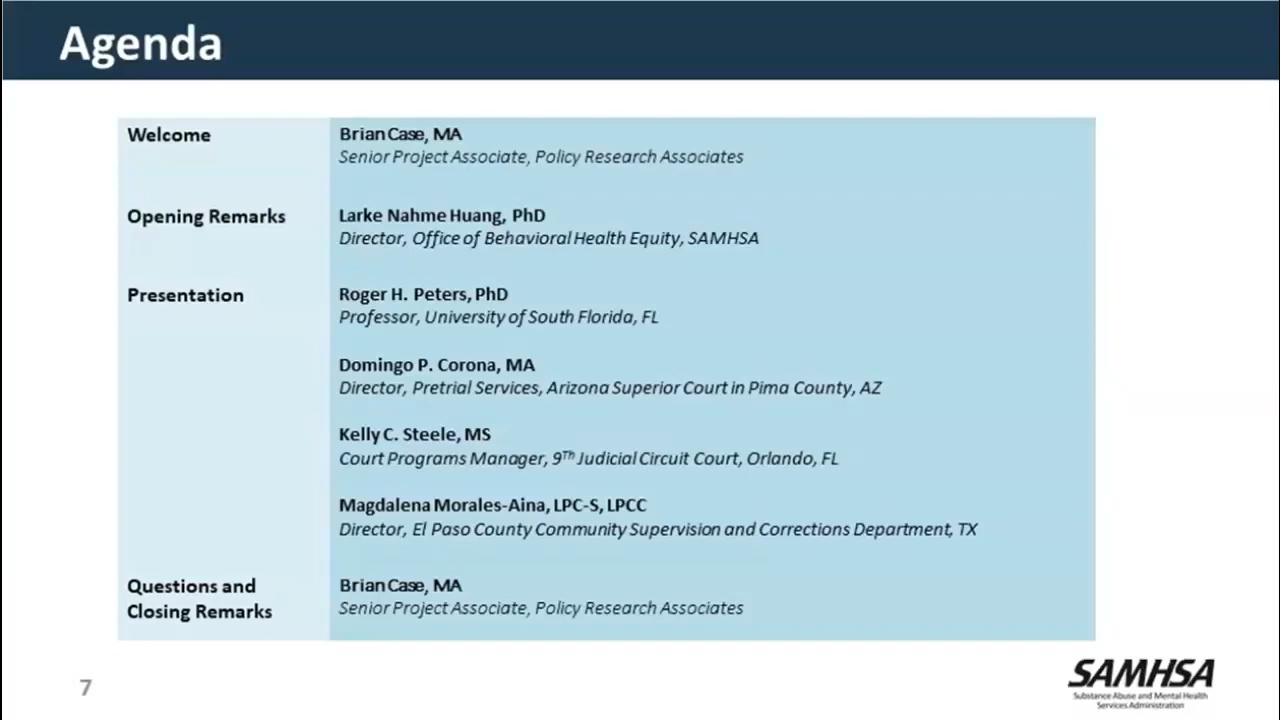 Agenda
Welcome
Brian Case, MA
Senior Project Associate, Policy Research Associates
Opening Remarks
Larke Nahme Huang, PhD
Director, Office of Behavioral Health Equity, SAMHSA
Presentation
Roger H. Peters, PhD
Professor, University of South Florida, FL
Domingo P. Corona, MA
Director, Pretrial Services, Arizona Superior Court in Pima County, AZ
Kelly C. Steele, MS
Court Programs Manager, 9Th Judicial Circuit Court, Orlando, FL
Magdalena Morales-Aina, LPC-S, LPCC
Director, El Paso County Community Supervision and Corrections Department, TX
Questions and
Closing Remarks
Brian Case, MA
Senior Project Associate, Policy Research Associates
7
SAMHSA
Substance Abuse and Mental Health
Services Administration